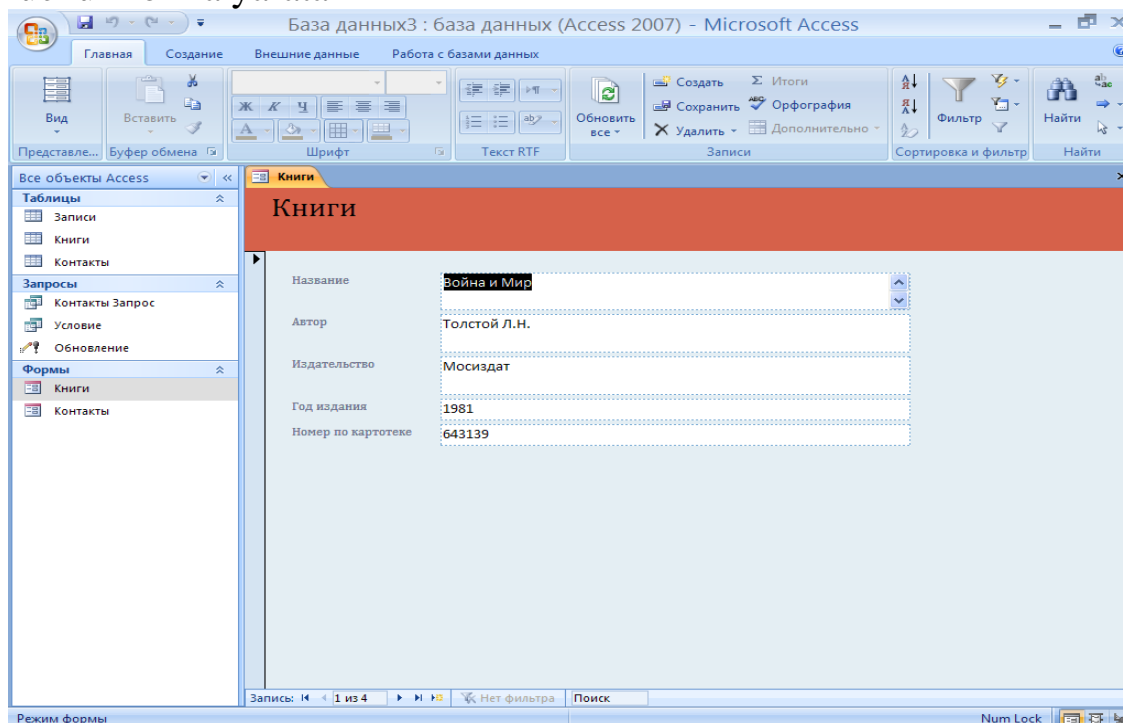 База данных3 : база данных (Access 2007) - Microsoft Access
Главная Создание Внешние данные Работа с базами данных
Вид
Вставить
Ж К Ч
Обновить все
Создать
Сохранить
Удалить
Итоги
Орфография
Дополнительно
Фильтр
Найти
Представле... Буфер обмена Шрифт Текст RTF Записи Сортировка и фильтр Найти
Все объекты Access
Таблицы
Записи
Книги
Контакты
Запросы
Контакты Запрос
Условие
Обновление
Формы
Книги
Контакты
Книги
Книги
Название Война и Мир
Автор Толстой Л.Н.
Издательство Мосиздат
Год издания 1981
Номер по картотеке 643139
Запись: 1 из 4 Нет фильтра Поиск
Режим формы Num Lock